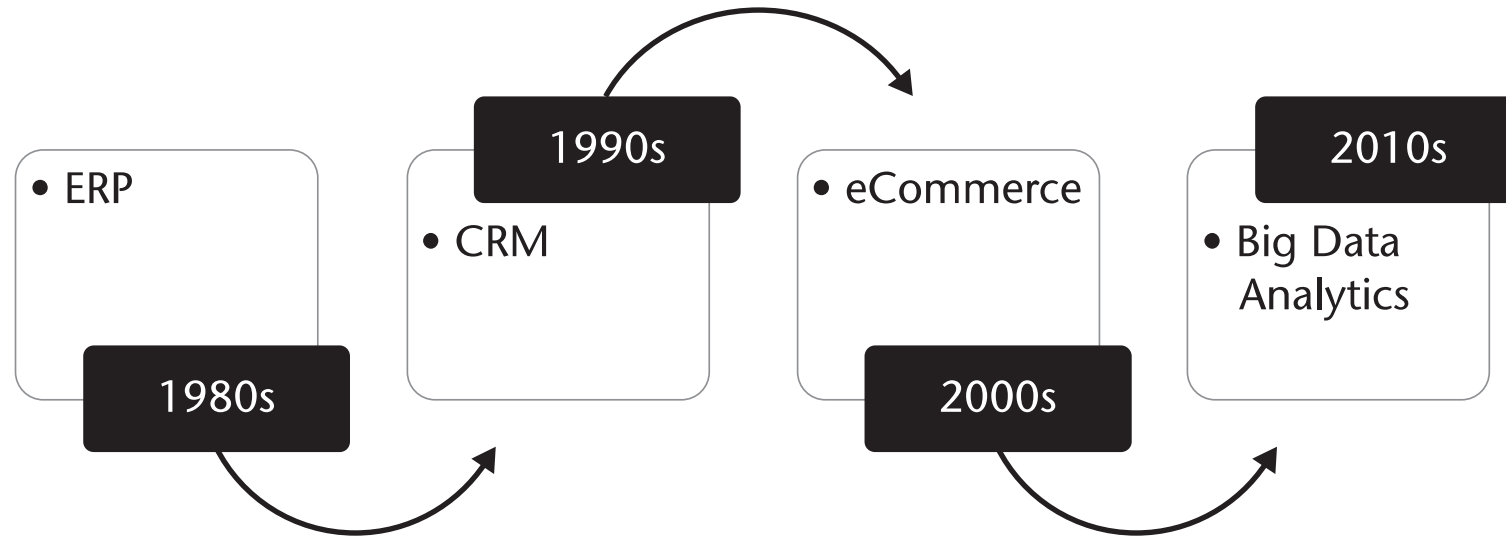 • ERP
1980s
1990s
• CRM
• eCommerce
2000s
2010s
• Big Data
Analytics